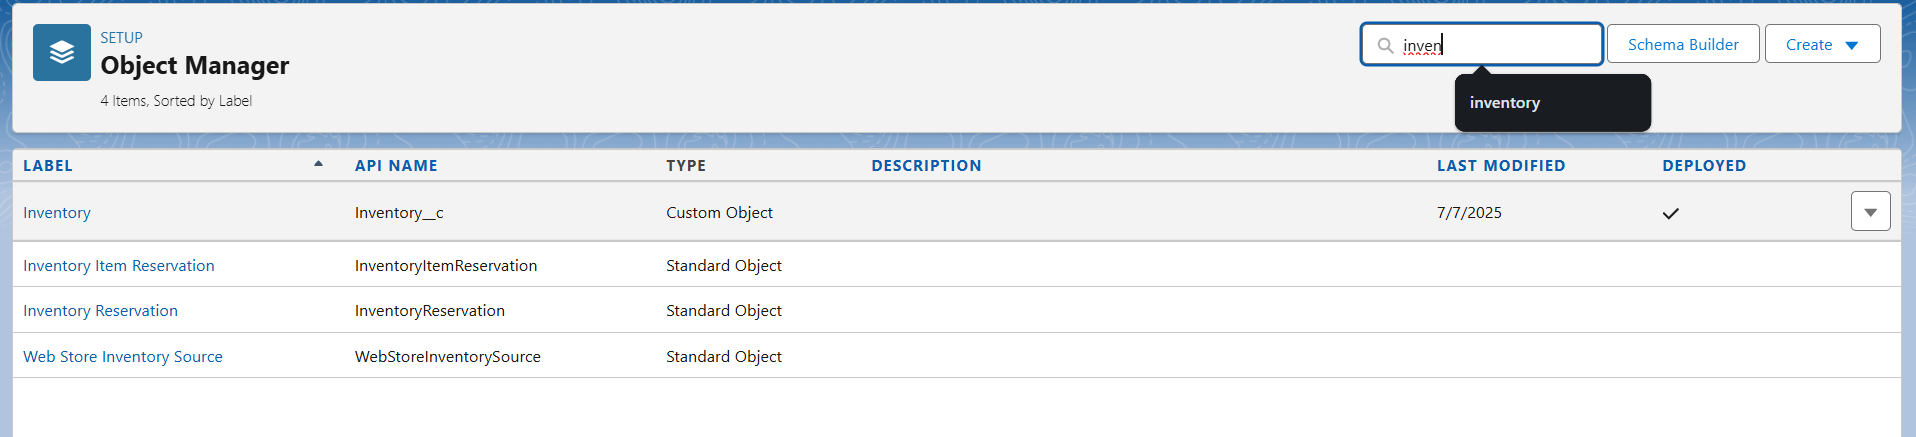 SETUP
Object Manager
4 Items, Sorted by Label
inven
Schema Builder
Create
inventory
LABEL API NAME TYPE DESCRIPTION LAST MODIFIED DEPLOYED
Inventory Inventory__c Custom Object 7/7/2025
Inventory Item Reservation InventoryItemReservation Standard Object
Inventory Reservation InventoryReservation Standard Object
Web Store Inventory Source WebStoreInventorySource Standard Object